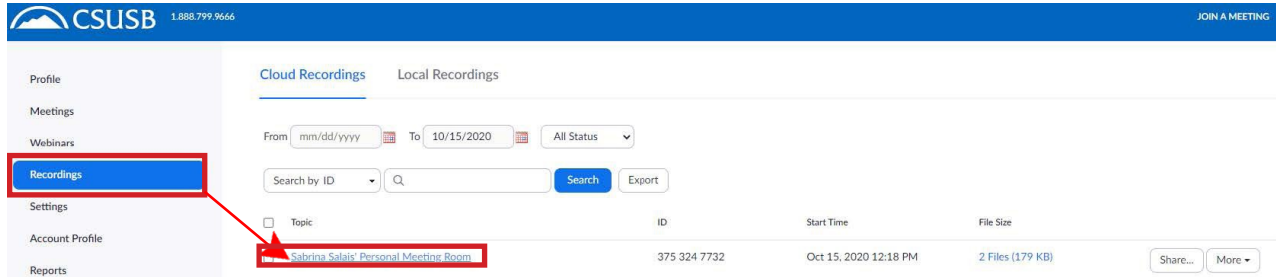 CSUSB 1.888.799.9666 JOIN A MEETING
Profile
Meetings
Webinars
Recordings
Settings
Account Profile
Reports
Cloud Recordings Local Recordings
From mm/dd/yyyy To 10/15/2020 All Status
Search by ID Search Export
Topic ID Start Time File Size
Sabrina Salais' Personal Meeting Room 375 324 7732 Oct 15, 2020 12:18 PM 2 Files (179 KB) Share... More